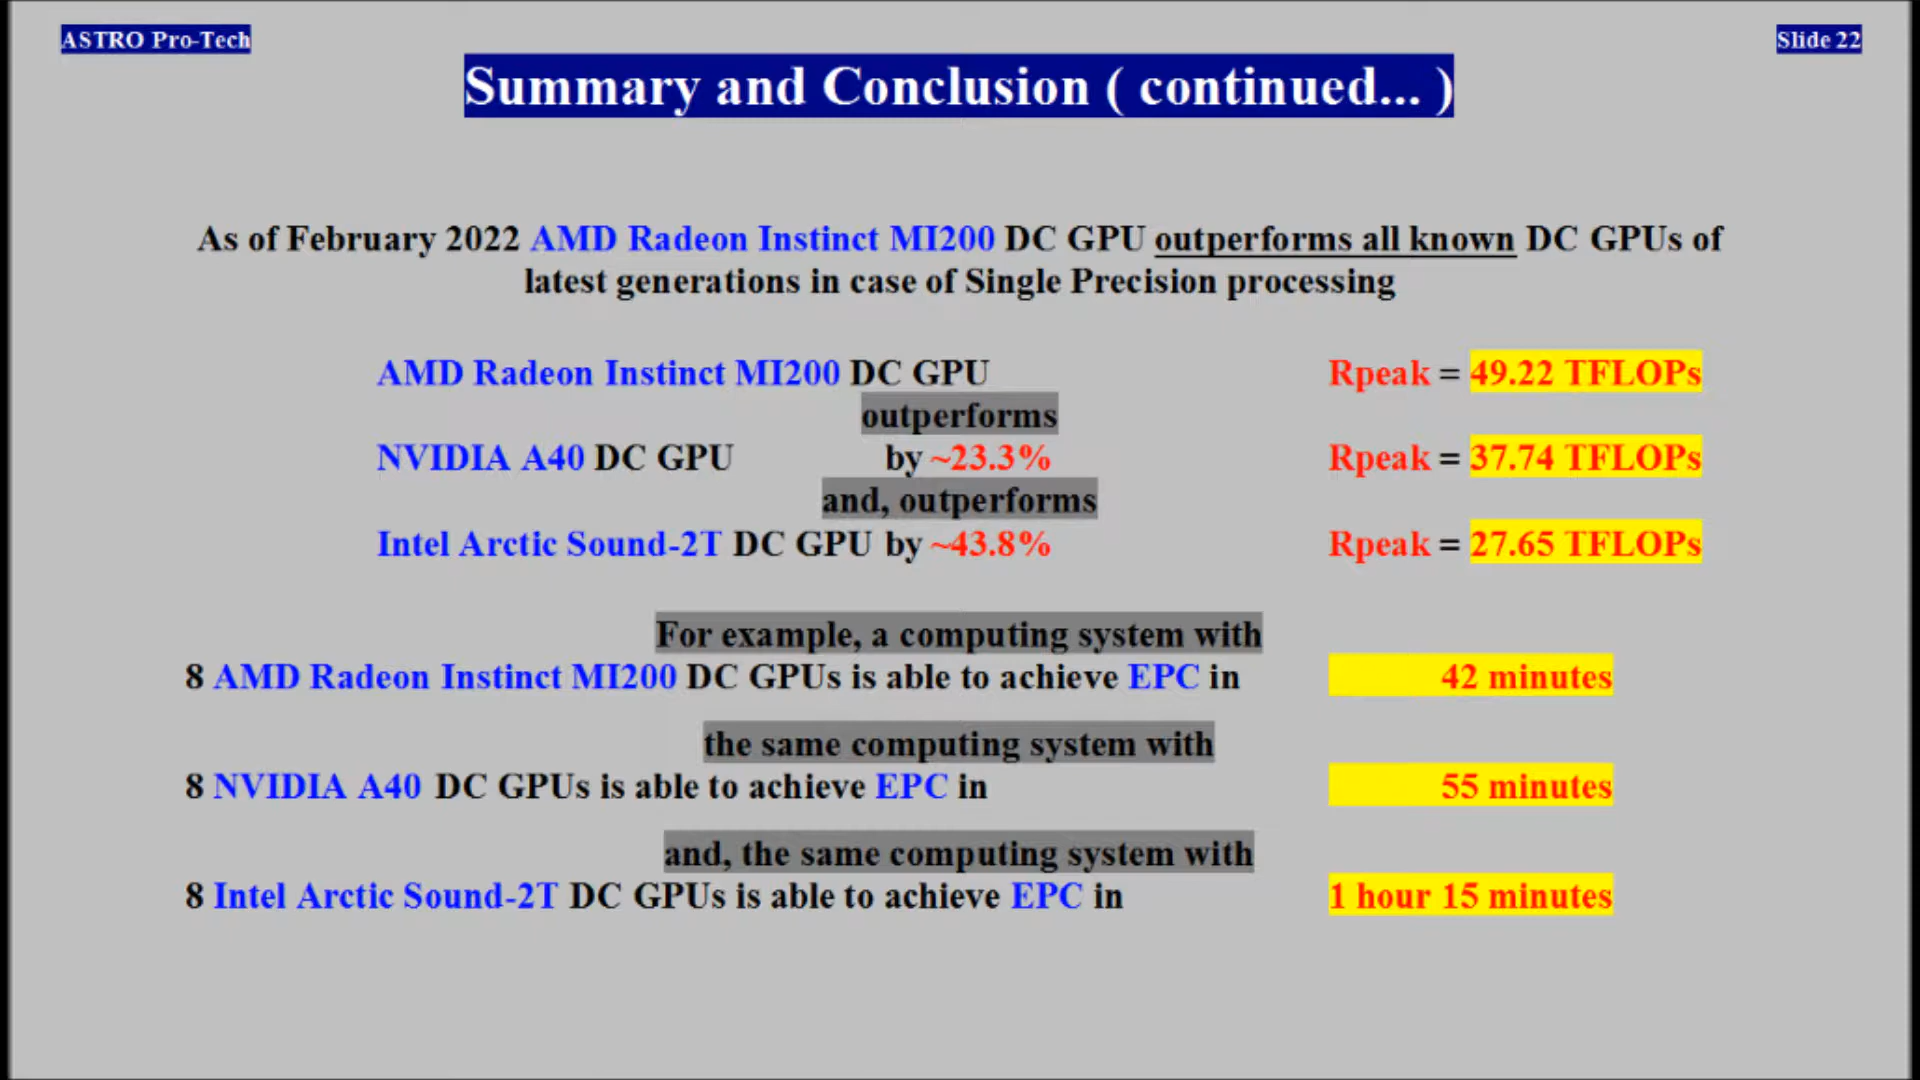 ASTRO Pro-Tech
Slide 22
Summary and Conclusion ( continued... )
As of February 2022 AMD Radeon Instinct MI200 DC GPU outperforms all known DC GPUs of
latest generations in case of Single Precision processing
AMD Radeon Instinct MI200 DC GPU Rpeak = 49.22 TFLOPs
outperforms
NVIDIA A40 DC GPU by ~23.3% Rpeak = 37.74 TFLOPs
and, outperforms
Intel Arctic Sound-2T DC GPU by ~43.8% Rpeak = 27.65 TFLOPs
For example, a computing system with
8 AMD Radeon Instinct MI200 DC GPUs is able to achieve EPC in 42 minutes
the same computing system with
8 NVIDIA A40 DC GPUs is able to achieve EPC in 55 minutes
and, the same computing system with
8 Intel Arctic Sound-2T DC GPUs is able to achieve EPC in 1 hour 15 minutes